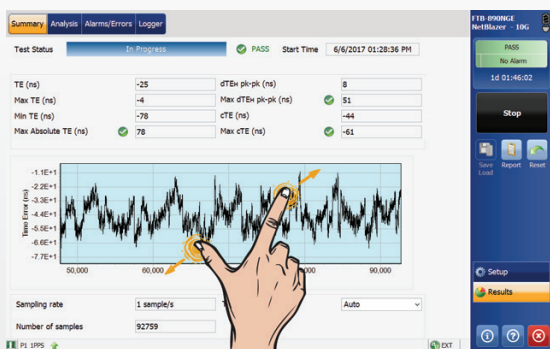 Summary Analysis Alarms/Errors Logger
FTB-890NGE
NetBlazer - 10G
Test Status In Progress PASS Start Time 6/6/2017 01:28:36 PM
PASS
No Alarm
1d 01:46:02
TE (ns) -25 dTEH pk-pk (ns) 8
Max TE (ns) -4 Max dTEH pk-pk (ns) 51
Min TE (ns) -78 cTE (ns) -44
Max Absolute TE (ns) 78 Max cTE (ns) -61
Stop
Save
Load
Report
Reset
Time Error (ns)
-1.1E+1
-2.2E+1
-3.3E+1
-4.4E+1
-5.5E+1
-6.6E+1
-7.7E+1
50,000 60,000 90,000
Setup
Results
Sampling rate 1 sample/s Auto
Number of samples 92759
P1 1PPS EXT